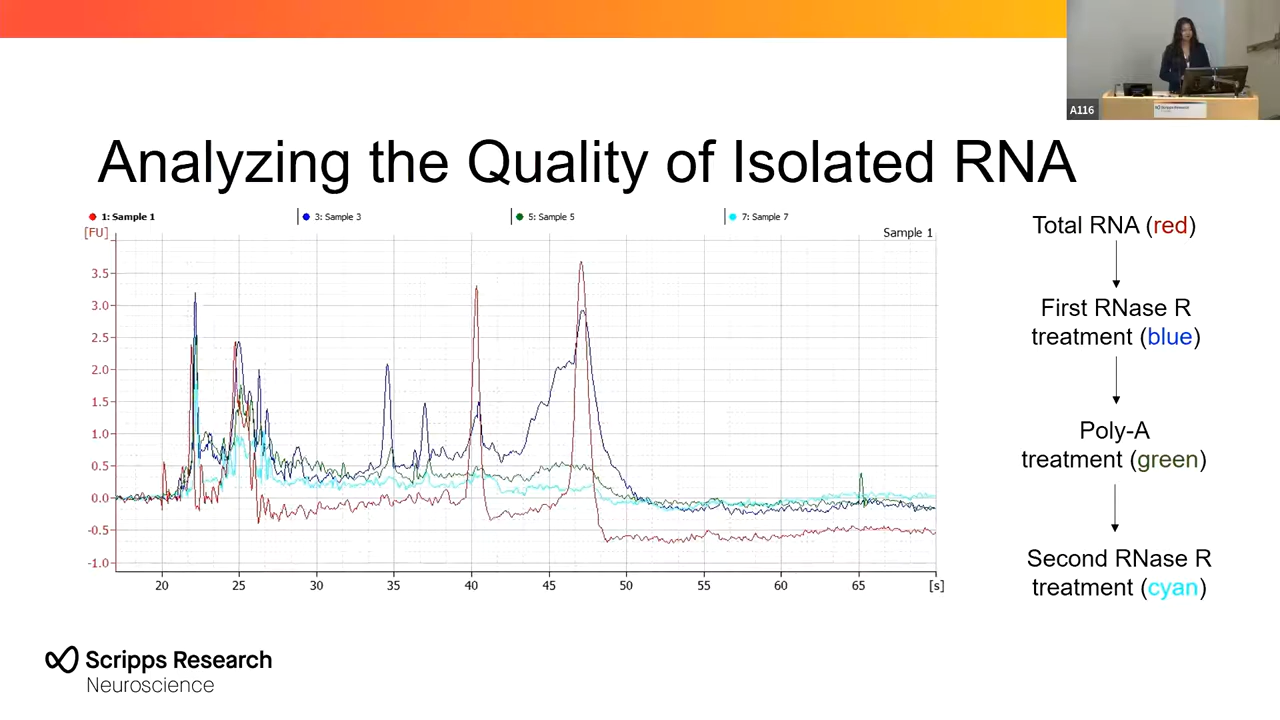 A116
Scripps Research
Analyzing the Quality of Isolated RNA
1: Sample 1
3: Sample 3
5: Sample 5
7: Sample 7
[FU]
Sample 1
3.5
3.0
2.5
2.0
1.5
1.0
0.5
0.0
-0.5
-1.0
20 25 30 35 40 45 50 55 60 65 [s]
Total RNA (red)
First RNase R
treatment (blue)
Poly-A
treatment (green)
Second RNase R
treatment (cyan)
Scripps Research
Neuroscience